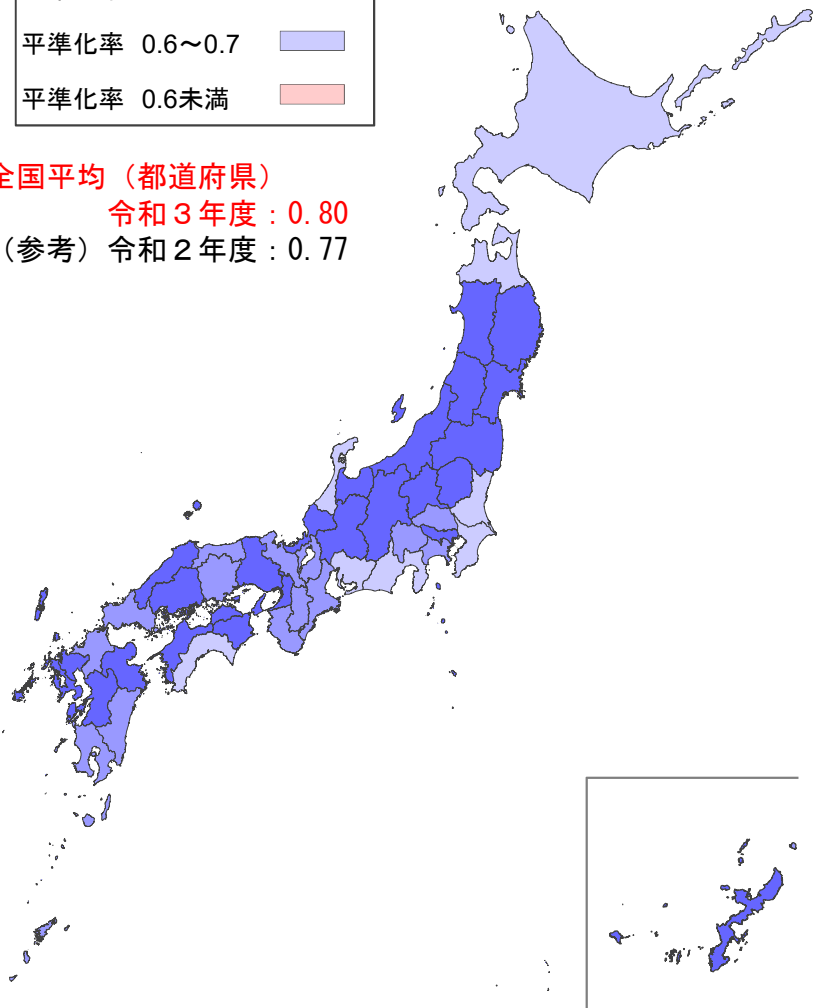 平準化率 0.6～0.7
平準化率 0.6未満
全国平均（都道府県）
令和３年度：0.80
（参考）令和２年度：0.77